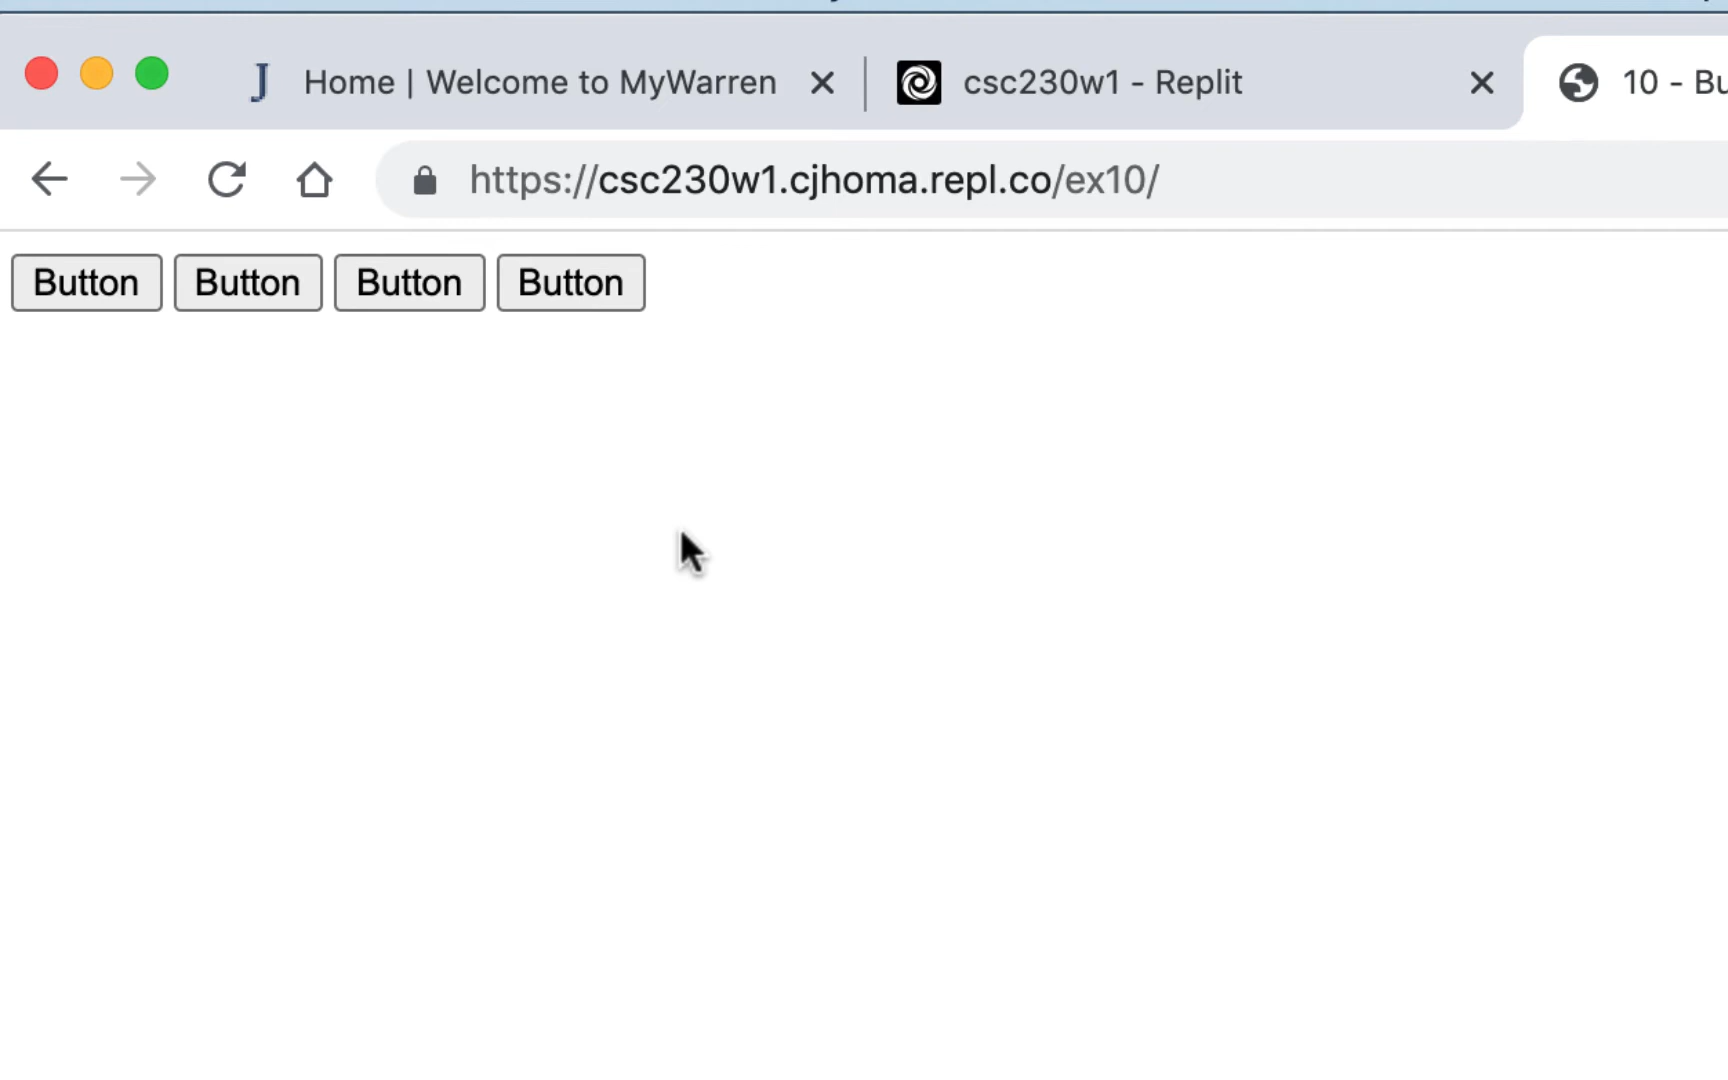 Home | Welcome to MyWarren
csc230w1 - Replit
10 - Bu
https://csc230w1.cjhoma.repl.co/ex10/
Button Button Button Button